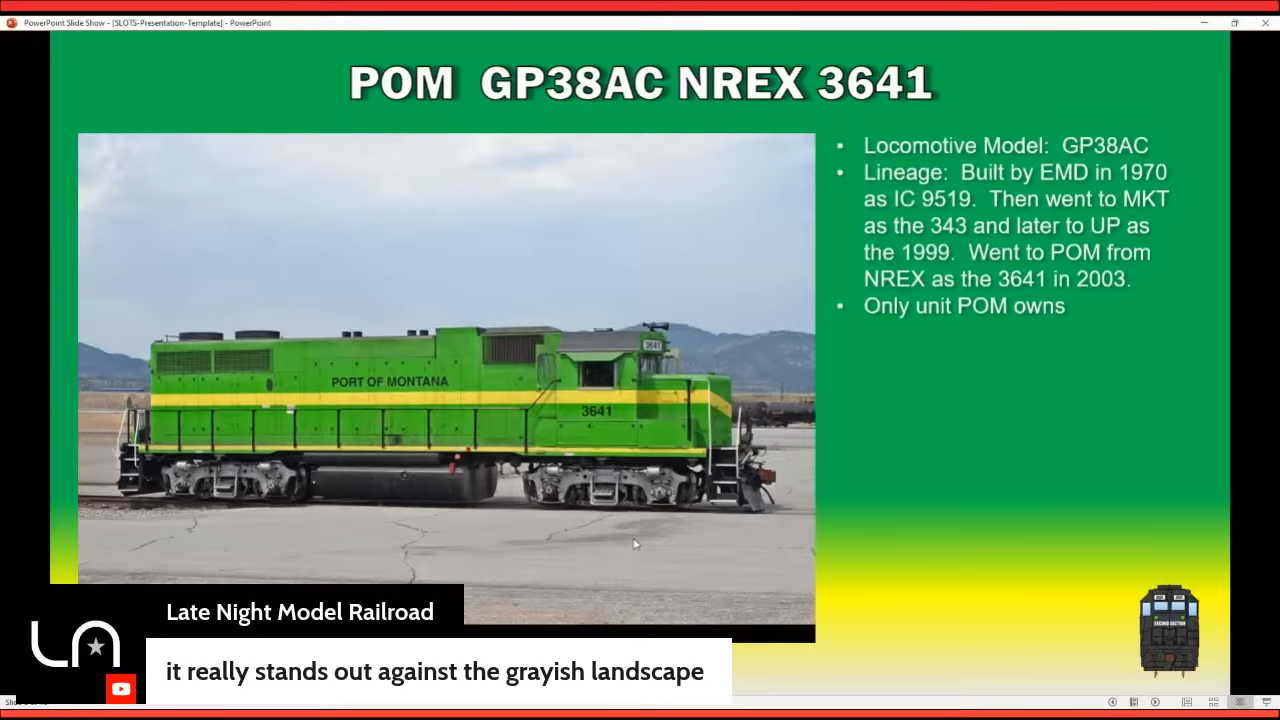 PowerPoint Slide Show - [SLOTS-Presentation-Template] - PowerPoint
POM GP38AC NREX 3641
• Locomotive Model: GP38AC
• Lineage: Built by EMD in 1970
as IC 9519. Then went to MKT
as the 343 and later to UP as
the 1999. Went to POM from
NREX as the 3641 in 2003.
• Only unit POM owns
3641
PORT OF MONTANA
3641
Late Night Model Railroad
it really stands out against the grayish landscape